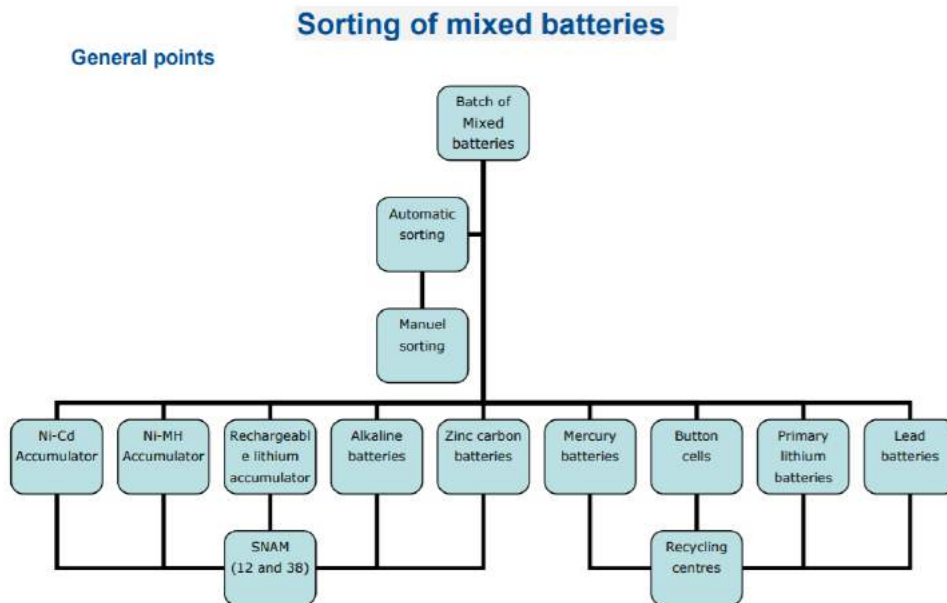 Sorting of mixed batteries
General points
Batch of
Mixed
batteries
Automatic
sorting
Manuel
sorting
Ni-Cd
Accumulator
Ni-MH
Accumulator
Rechargeabl
e lithium
accumulator
Alkaline
batteries
Zinc carbon
batteries
Mercury
batteries
Button
cells
Primary
lithium
batteries
Lead
batteries
SNAM
(12 and 38)
Recycling
centres